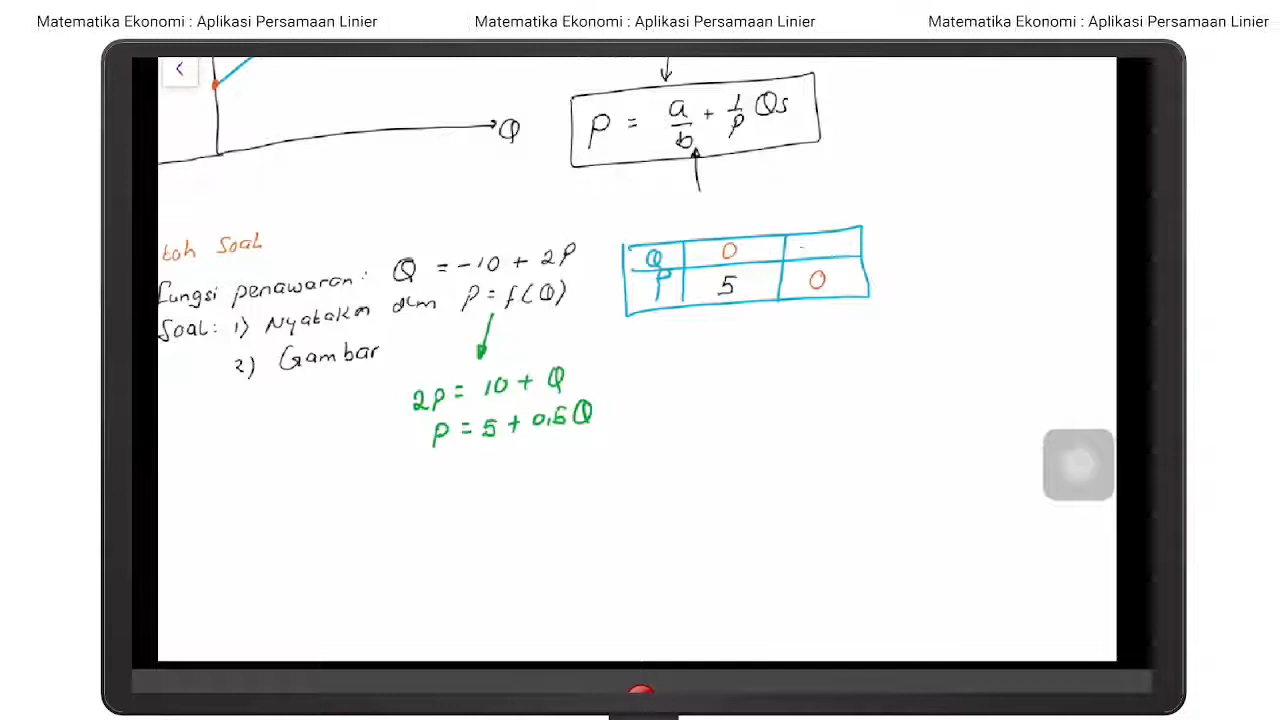 Matematika Ekonomi : Aplikasi Persamaan Linier
Matematika Ekonomi : Aplikasi Persamaan Linier
Matematika Ekonomi : Aplikasi Persamaan Linier
Q
P = a/b + 1/P Qs
toh Soal
fungsi penawaran : Q = -10 + 2P
Soal : 1) Nyatakan dlm P = f(Q)
2) Gambar
2P = 10 + Q
P = 5 + 0,5Q
Q 0 -
P 5 0